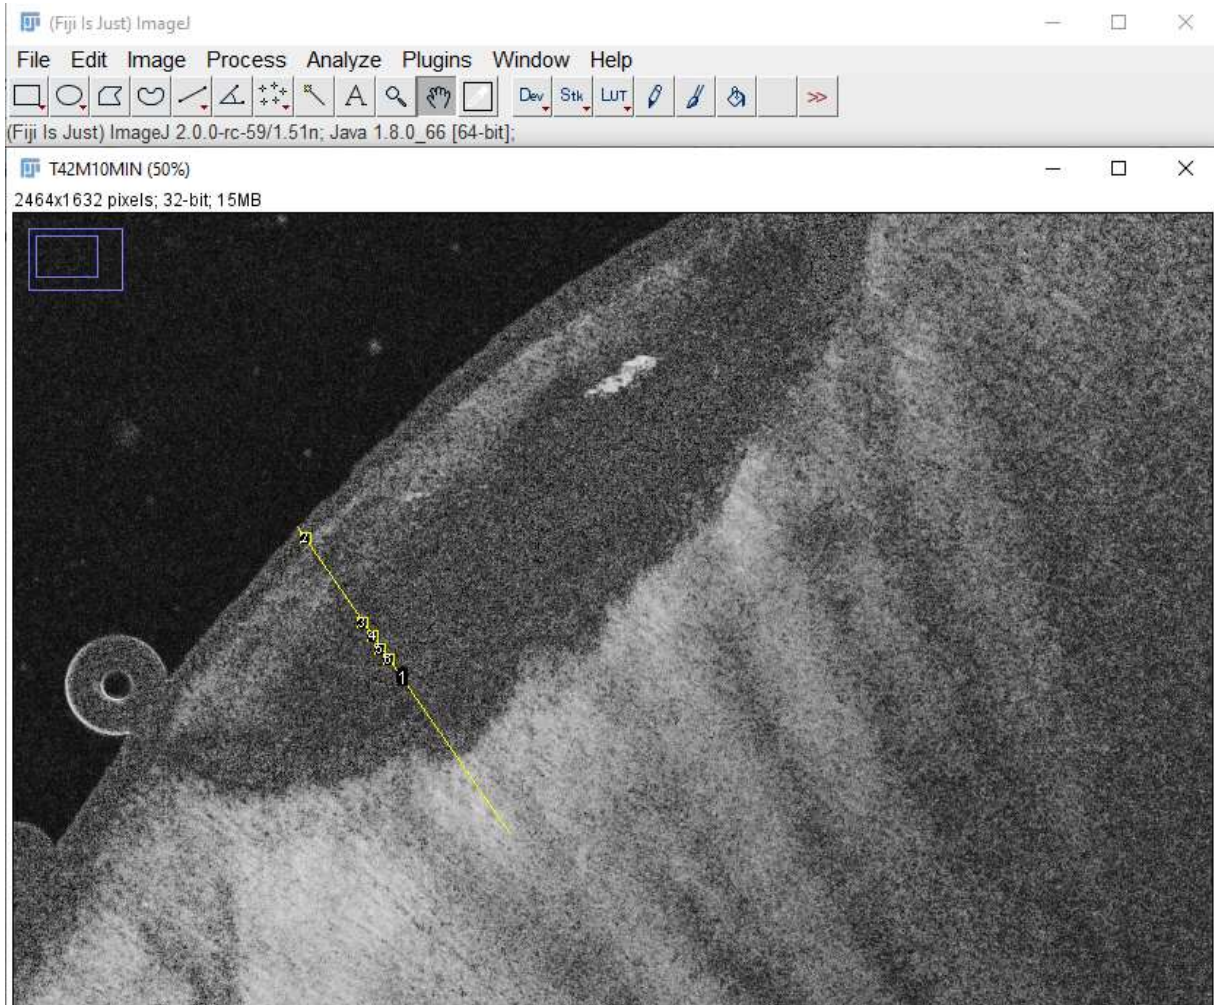 (Fiji Is Just) ImageJ
File Edit Image Process Analyze Plugins Window Help
A Dev Stk LUT >>
(Fiji Is Just) ImageJ 2.0.0-rc-59/1.51n; Java 1.8.0_66 [64-bit];
T42M10MIN (50%)
2464x1632 pixels; 32-bit; 15MB
2
3
4
5
6
1